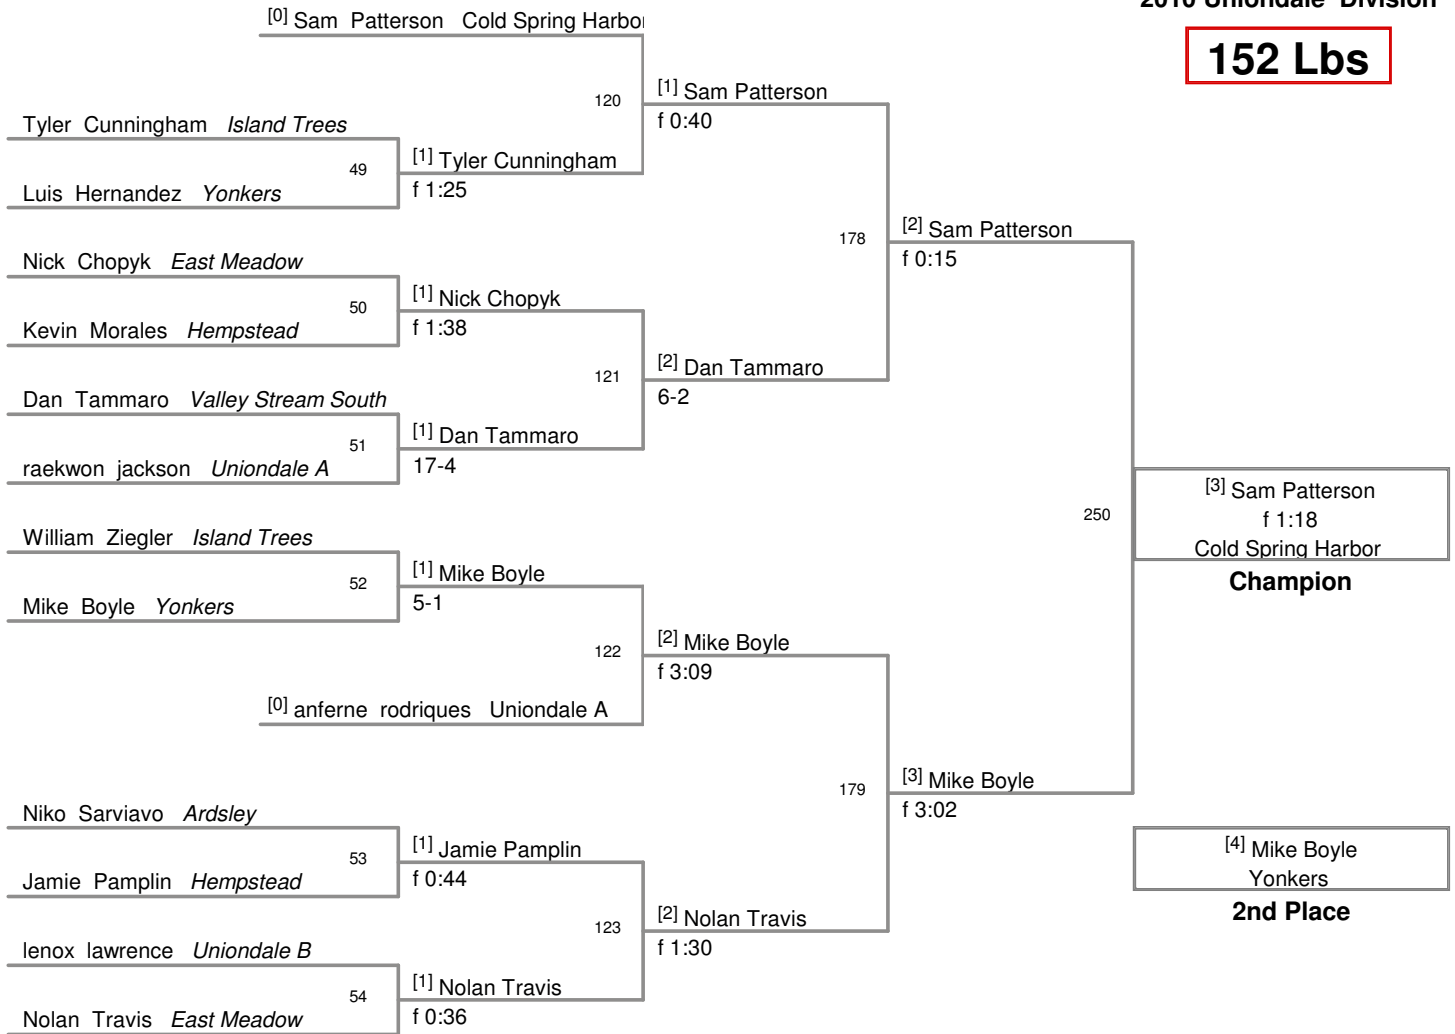 2010 Uniondale Division
152 Lbs
[0] Sam Patterson Cold Spring Harbor
120
[1] Sam Patterson
f 0:40
Tyler Cunningham Island Trees
49
[1] Tyler Cunningham
f 1:25
Luis Hernandez Yonkers
178
[2] Sam Patterson
f 0:15
Nick Chopyk East Meadow
50
[1] Nick Chopyk
f 1:38
Kevin Morales Hempstead
121
[2] Dan Tammaro
6-2
Dan Tammaro Valley Stream South
51
[1] Dan Tammaro
17-4
raekwon jackson Uniondale A
250
[3] Sam Patterson
f 1:18
Cold Spring Harbor
Champion
William Ziegler Island Trees
52
[1] Mike Boyle
5-1
Mike Boyle Yonkers
122
[2] Mike Boyle
f 3:09
[0] anferne rodriques Uniondale A
179
[3] Mike Boyle
f 3:02
Niko Sarviavo Ardsley
53
[1] Jamie Pamplin
f 0:44
Jamie Pamplin Hempstead
[4] Mike Boyle
Yonkers
2nd Place
123
[2] Nolan Travis
f 1:30
lenox lawrence Uniondale B
54
[1] Nolan Travis
f 0:36
Nolan Travis East Meadow